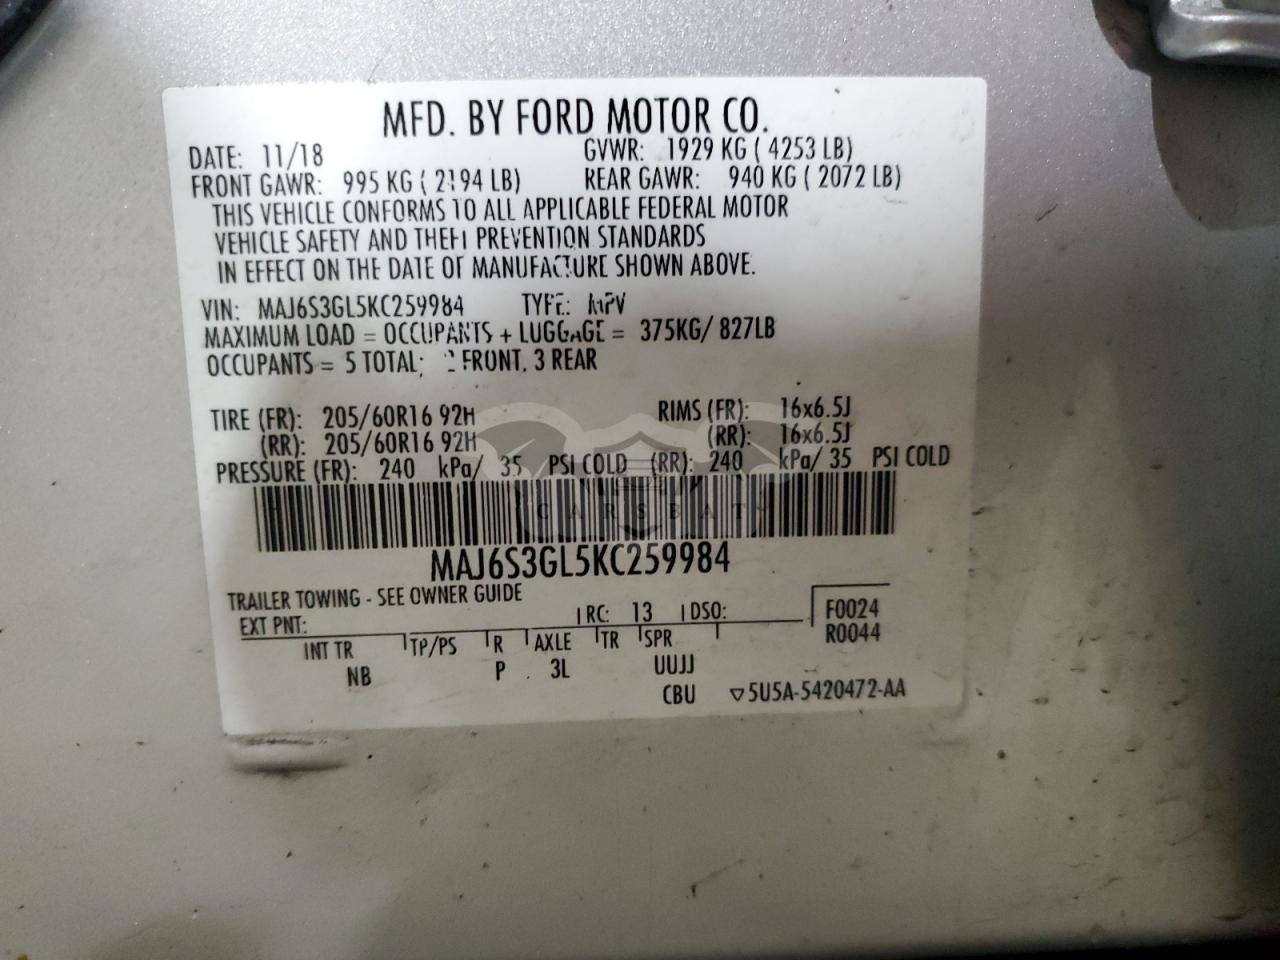 MFD. BY FORD MOTOR CO.
DATE: 11/18 GVWR: 1929 KG ( 4253 LB)
FRONT GAWR: 995 KG ( 2194 LB) REAR GAWR: 940 KG ( 2072 LB)
THIS VEHICLE CONFORMS TO ALL APPLICABLE FEDERAL MOTOR
VEHICLE SAFETY AND THEFT PREVENTION STANDARDS
IN EFFECT ON THE DATE OF MANUFACTURE SHOWN ABOVE.
VIN: MAJ6S3GL5KC259984 TYPE: MPV
MAXIMUM LOAD = OCCUPANTS + LUGGAGE = 375KG/ 827LB
OCCUPANTS = 5 TOTAL; 2 FRONT, 3 REAR
TIRE (FR): 205/60R16 92H RIMS (FR): 16x6.5J
(RR): 205/60R16 92H (RR): 16x6.5J
PRESSURE (FR): 240 kPa/ 35 PSI COLD (RR): 240 kPa/ 35 PSI COLD
CARSBAT
MAJ6S3GL5KC259984
TRAILER TOWING - SEE OWNER GUIDE
EXT PNT: RC: 13 DSO: F0024
R0044
INT TR TP/PS R AXLE TR SPR
NB P 3L UUJJ
CBU ▽5U5A-5420472-AA